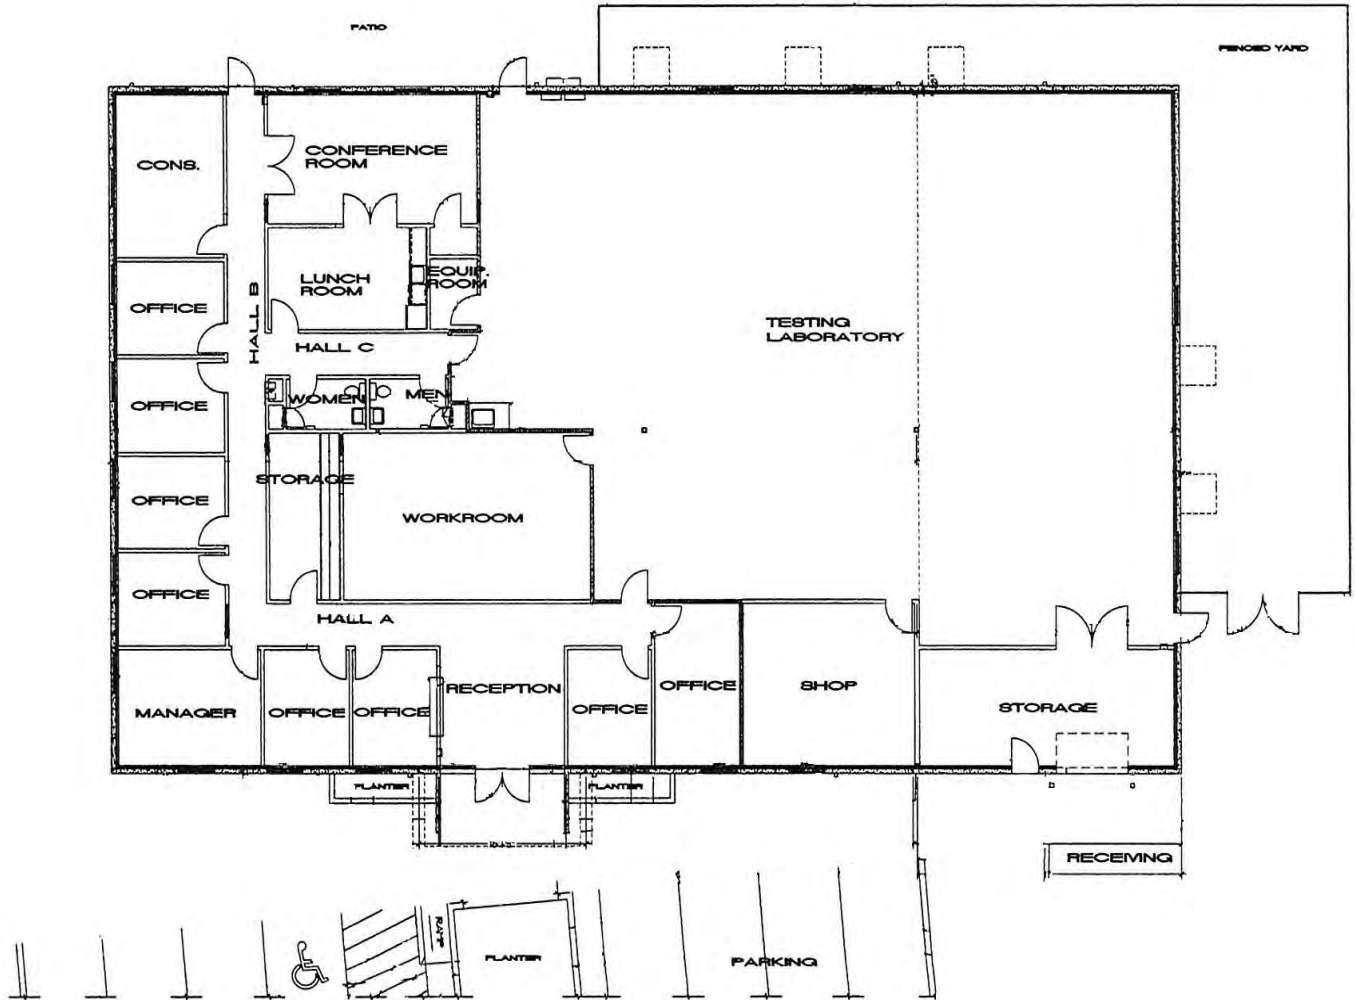 PATIO
FENCED YARD
CONS.
CONFERENCE
ROOM
LUNCH
ROOM
EQUIP.
ROOM
OFFICE
HALL B
HALL C
TESTING
LABORATORY
OFFICE
WOMEN
MEN
STORAGE
OFFICE
WORKROOM
OFFICE
HALL A
MANAGER
OFFICE
OFFICE
RECEPTION
OFFICE
OFFICE
SHOP
STORAGE
PLANTER
PLANTER
RECEIVING
RAMP
PLANTER
PARKING